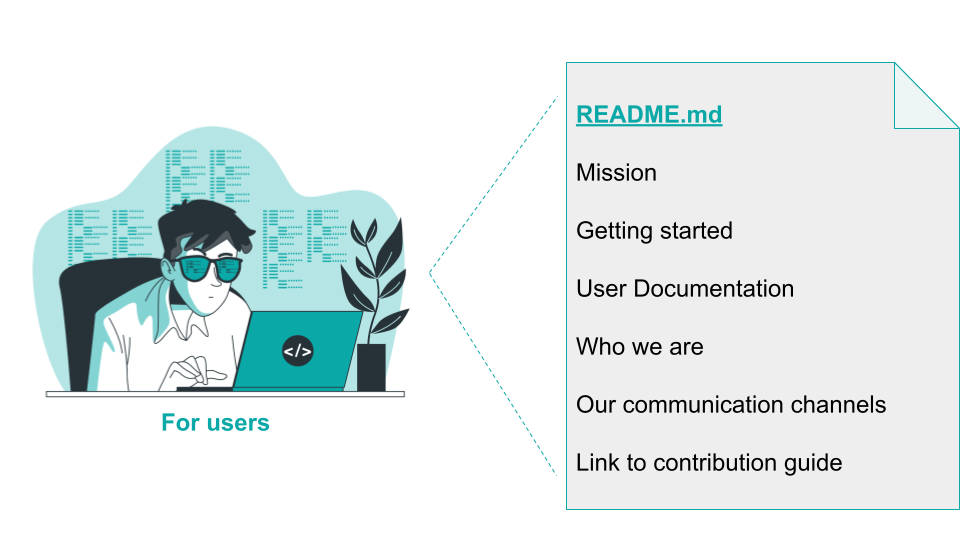 README.md
Mission
Getting started
User Documentation
Who we are
Our communication channels
Link to contribution guide
</>
For users